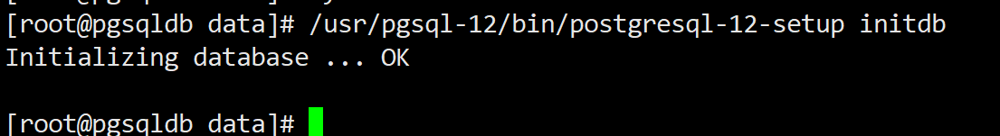 [root@pgsqldb data]# /usr/pgsql-12/bin/postgresql-12-setup initdb
Initializing database ... OK
[root@pgsqldb data]#